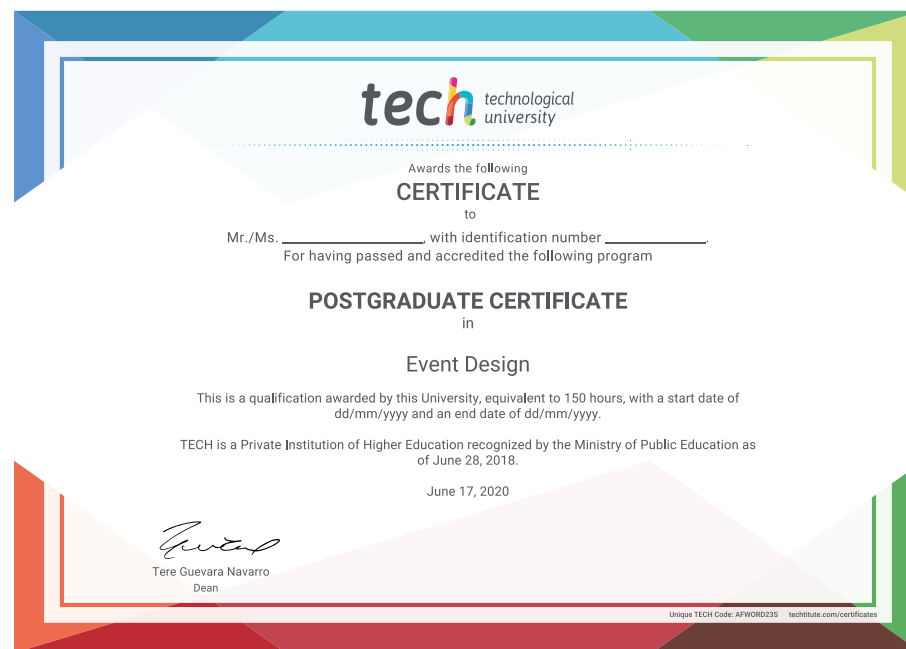 tech technological
university
Awards the following
CERTIFICATE
to
Mr./Ms. ____________________, with identification number ______________.
For having passed and accredited the following program
POSTGRADUATE CERTIFICATE
in
Event Design
This is a qualification awarded by this University, equivalent to 150 hours, with a start date of
dd/mm/yyyy and an end date of dd/mm/yyyy.
TECH is a Private Institution of Higher Education recognized by the Ministry of Public Education as
of June 28, 2018.
June 17, 2020
Tere Guevara Navarro
Dean
Unique TECH Code: AFWORD23S techtitute.com/certificates